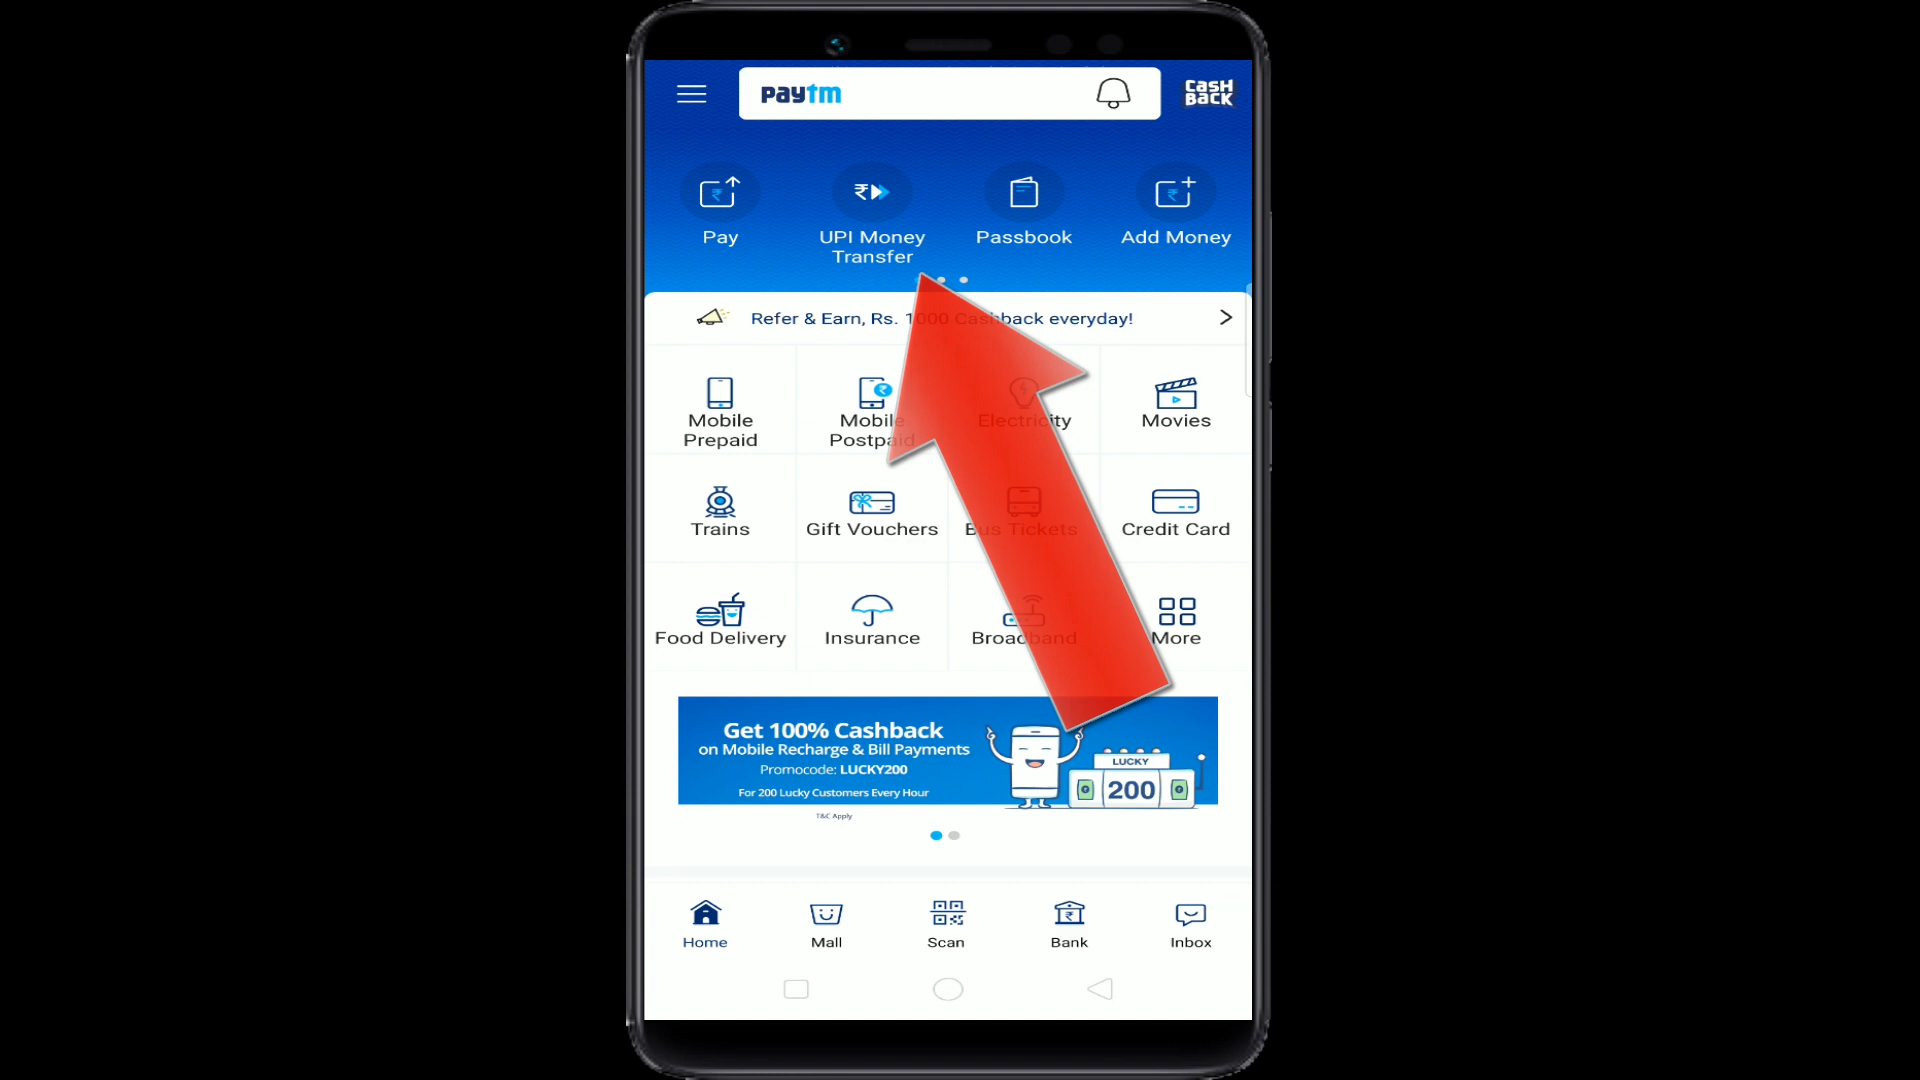 paytm
CASH
BACK
Pay
UPI Money
Transfer
Passbook
Add Money
Refer & Earn, Rs. 1000 Cashback everyday!
Mobile
Prepaid
Mobile
Postpaid
Electricity
Movies
Trains
Gift Vouchers
Bus Tickets
Credit Card
Food Delivery
Insurance
Broadband
More
Get 100% Cashback
on Mobile Recharge & Bill Payments
Promocode: LUCKY200
For 200 Lucky Customers Every Hour
T&C Apply
LUCKY
200
Home
Mall
Scan
Bank
Inbox